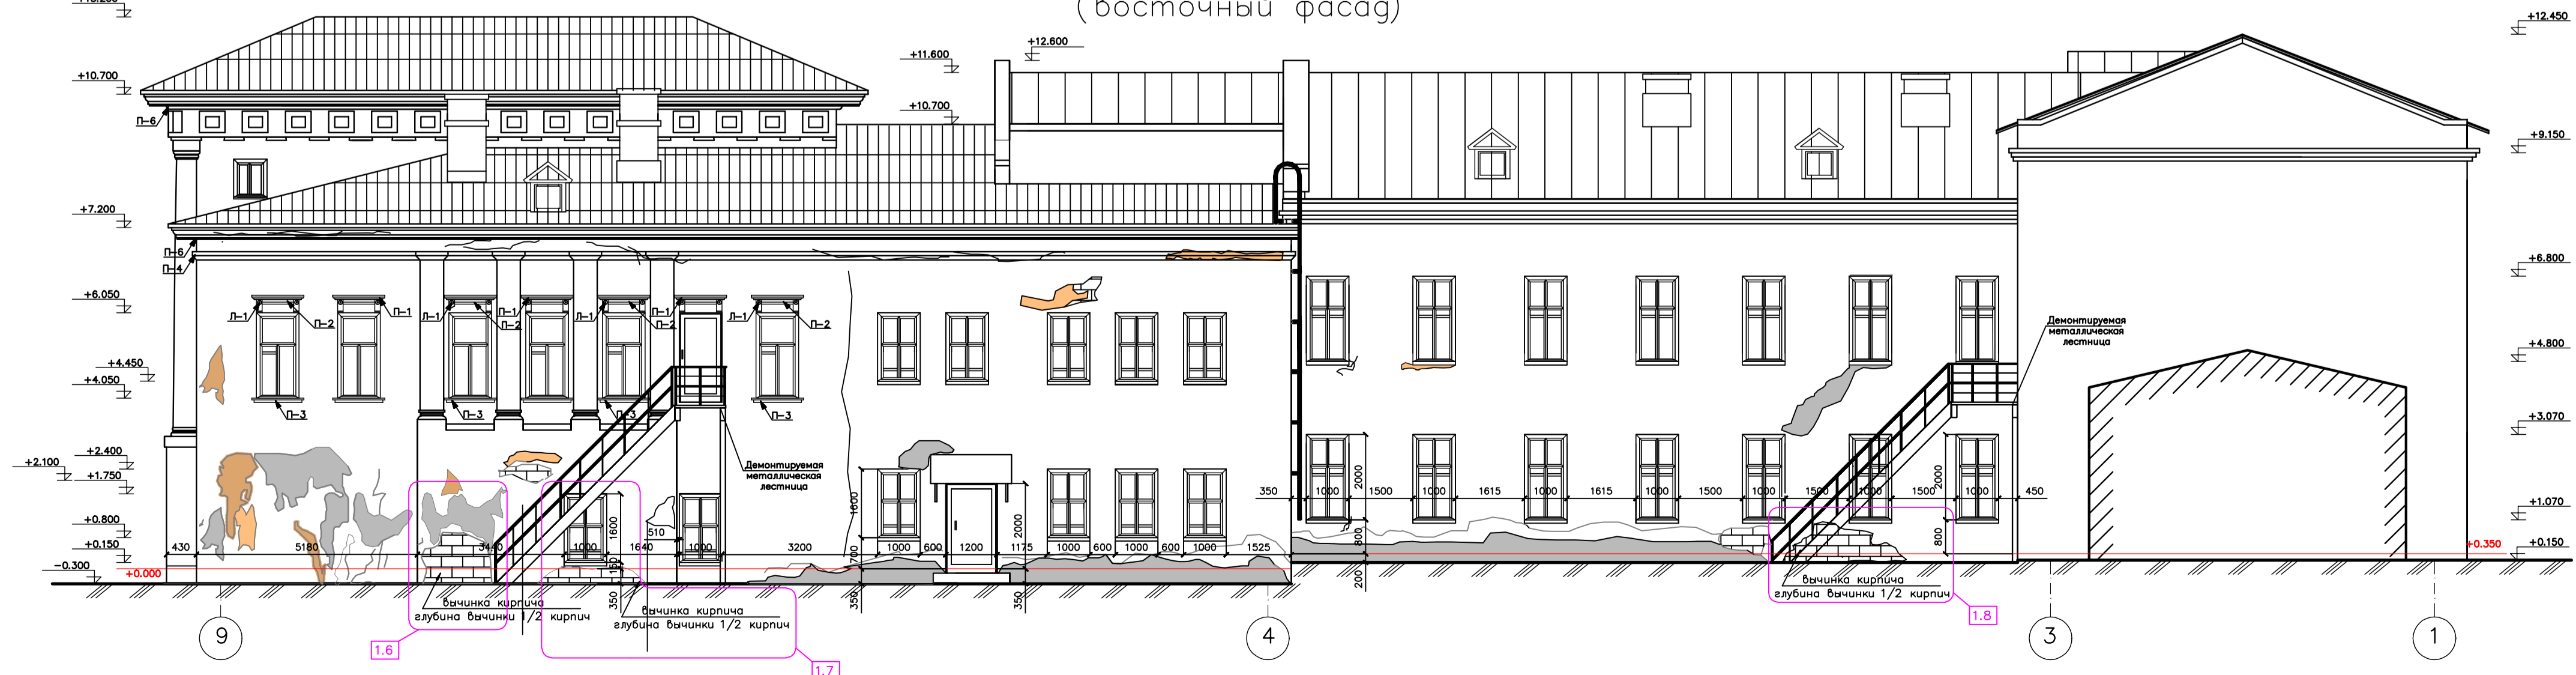 (восточный фасад)
+12.450
+12.600
+11.600
+10.700
+10.700
П-6
+9.150
+7.200
П-6
П-4
+6.800
+6.050
Л-1
П-2
П-1
Л-1
П-2
П-1
Л-1
П-2
П-1
Л-1
П-2
Демонтируемая
металлическая
лестница
+4.800
+4.450
+4.050
П-3
П-3
П-3
П-3
+3.070
+2.400
+2.100
+1.750
Демонтируемая
металлическая
лестница
1600
2000
2000
2000
350 1000 1500 1000 1615 1000 1615 1000 1500 1000 1500 1000 1500 1000 450
+1.070
+0.800
1600
510
800
800
+0.150
430 5180 3440 1000 1640 1000 3200 1000 600 1200 1175 1000 600 1000 600 1000 1525
700
150
+0.350
+0.150
-0.300
+0.000
200
350
350
350
вычинка кирпича
глубина вычинки 1/2 кирпич
вычинка кирпича
глубина вычинки 1/2 кирпич
вычинка кирпича
глубина вычинки 1/2 кирпич
1.6
1.7
1.8
9
4
3
1